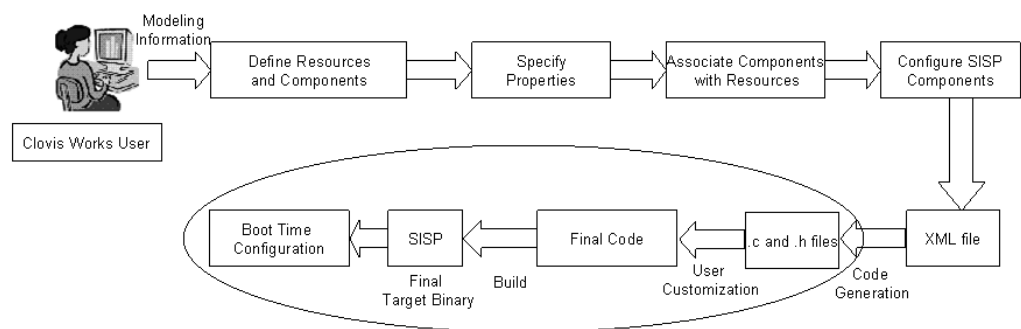 Modeling
Information
Clovis Works User
Define Resources
and Components
Specify
Properties
Associate Components
with Resources
Configure SISP
Components
XML file
Code
Generation
.c and .h files
User
Customization
Final Code
Build
SISP
Final
Target Binary
Boot Time
Configuration